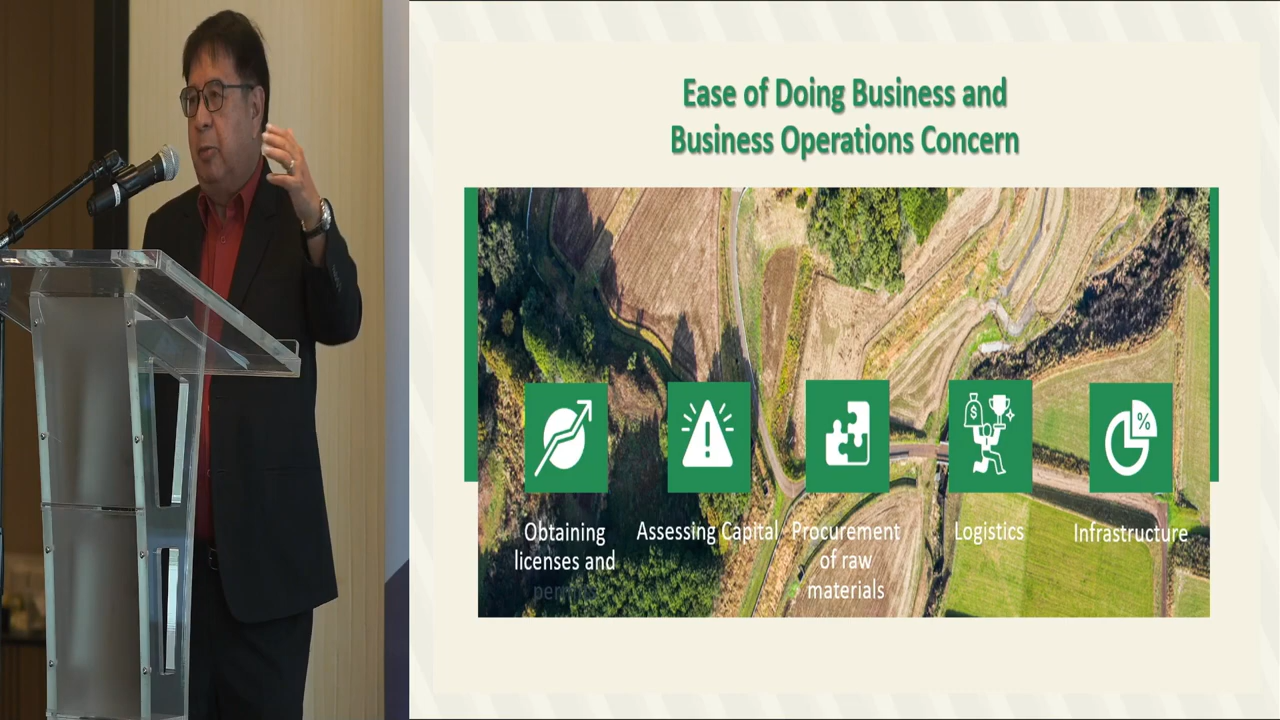 Ease of Doing Business and
Business Operations Concern
$
%
Obtaining
licenses and
Assessing Capital
Procurement
of raw
materials
Logistics
Infrastructure